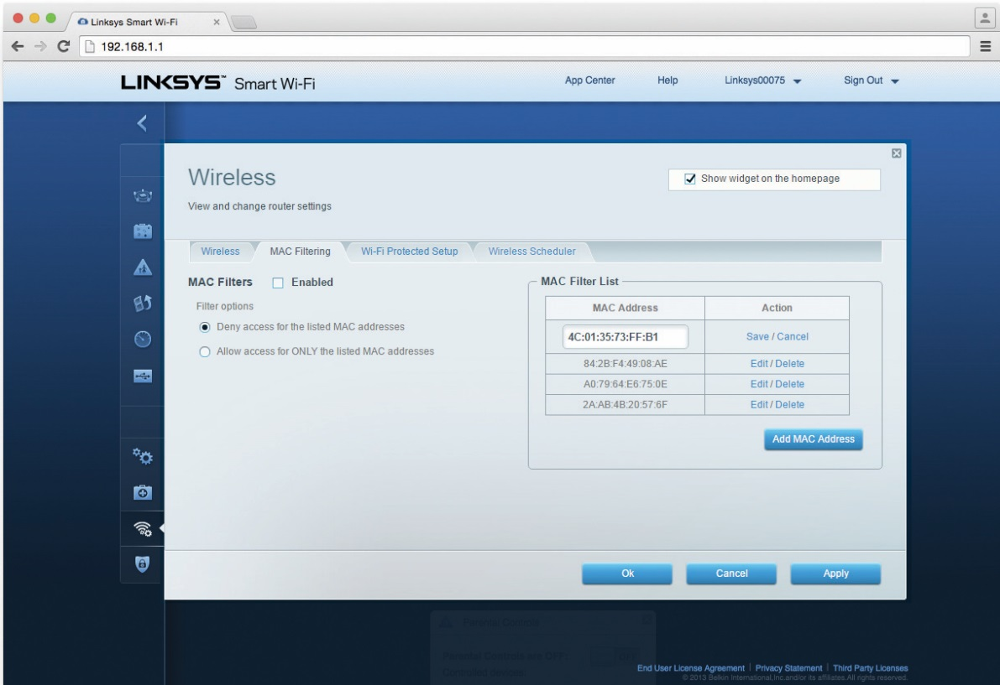 Linksys Smart Wi-Fi
192.168.1.1
LINKSYS™ Smart Wi-Fi
App Center Help Linksys00075 Sign Out
Wireless
Show widget on the homepage
View and change router settings
Wireless MAC Filtering Wi-Fi Protected Setup Wireless Scheduler
MAC Filters Enabled
Filter options
Deny access for the listed MAC addresses
Allow access for ONLY the listed MAC addresses
MAC Filter List
MAC Address Action
4C:01:35:73:FF:B1 Save / Cancel
84:2B:F4:49:08:AE Edit / Delete
A0:79:64:E6:75:0E Edit / Delete
2A:AB:4B:20:57:6F Edit / Delete
Add MAC Address
Ok Cancel Apply
Parental Controls
Parental Controls are OFF
Controlled devices:
End User License Agreement | Privacy Statement | Third Party Licenses
© 2013 Belkin International,Inc.and/or its affiliates.All rights reserved.